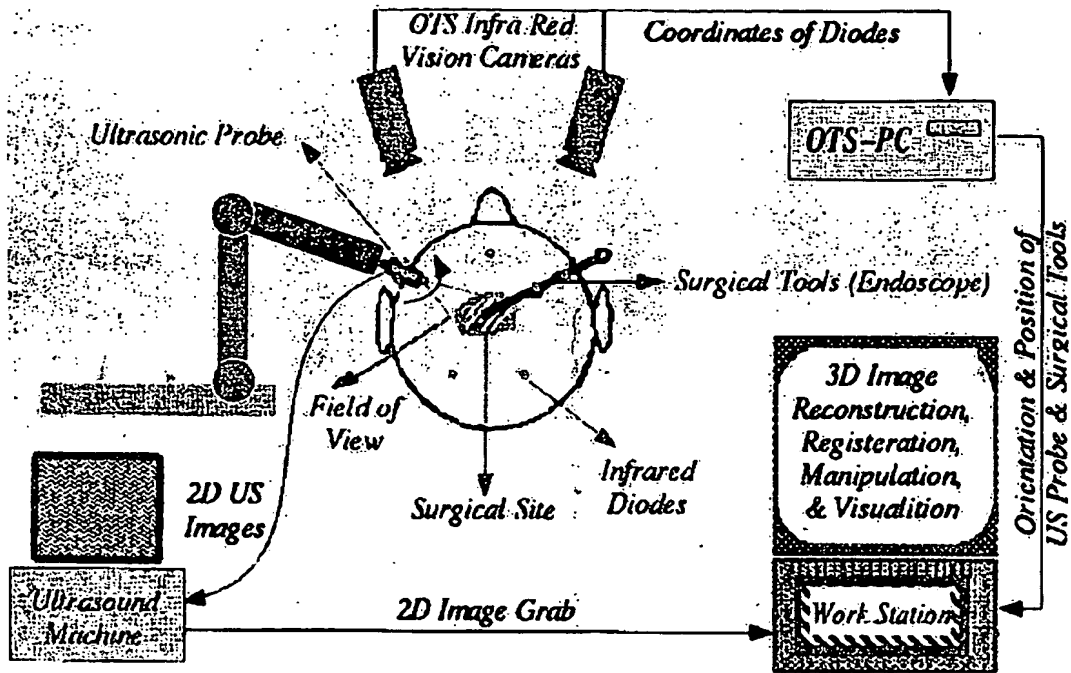 OTS Infra Red
Vision Cameras
Coordinates of Diodes
Ultrasonic Probe
OTS-PC
Surgical Tools (Endoscope)
Orientation & Position of
US Probe & Surgical Tools
Field of
View
3D Image
Reconstruction,
Registeration,
Manipulation,
& Visualition
Infrared
Diodes
Surgical Site
2D US
Images
Ultrasound
Machine
2D Image Grab
Work Station